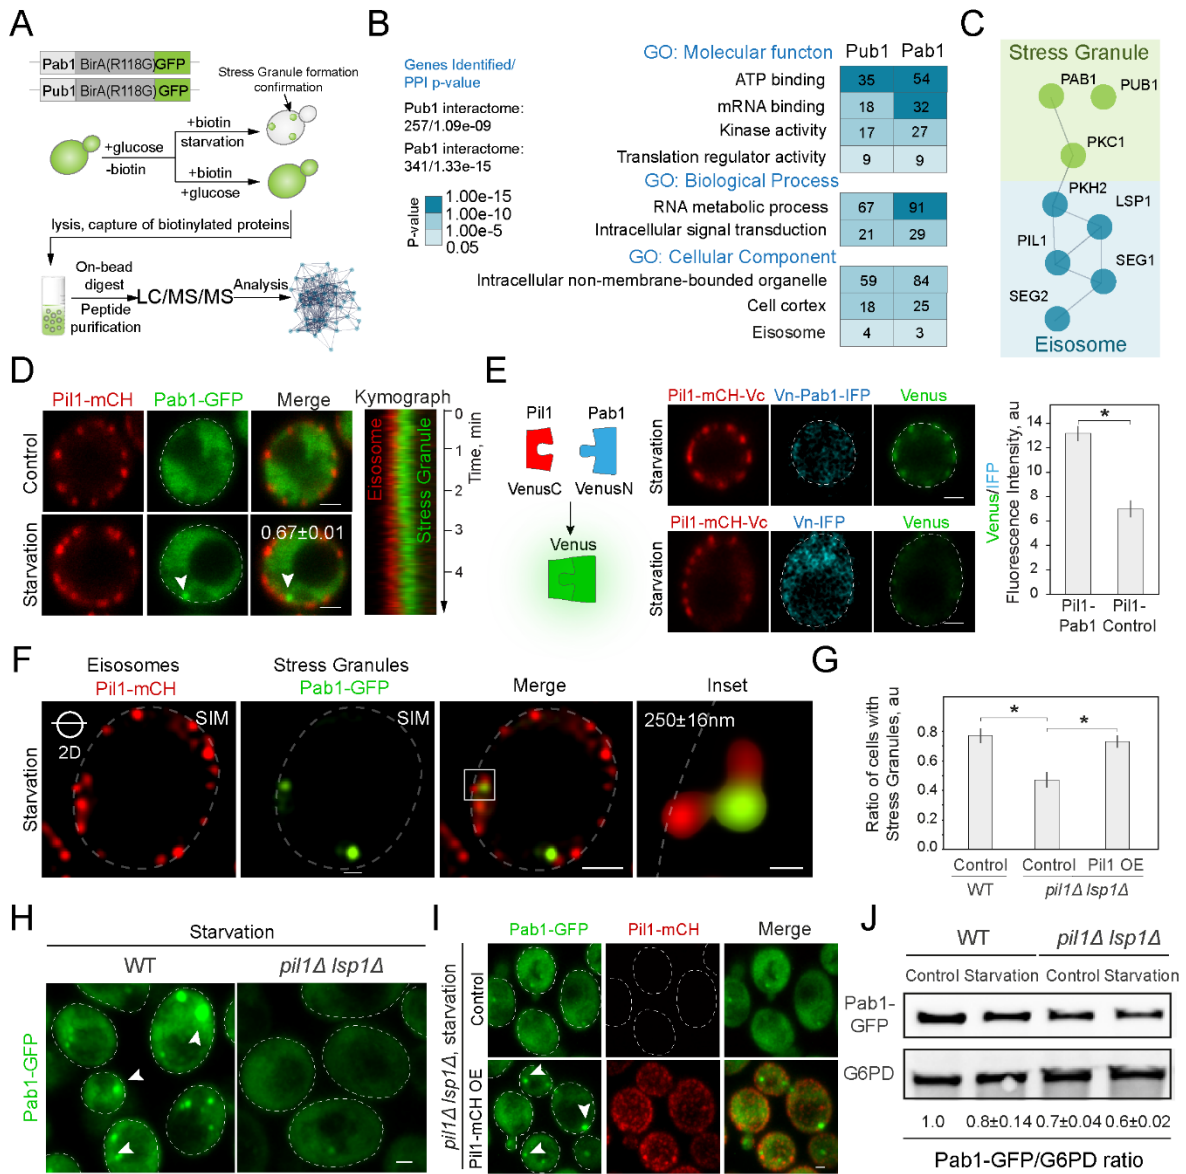 A
Pab1 BirA(R118G) GFP
Pub1 BirA(R118G) GFP
Stress Granule formation
confirmation
+biotin
starvation
+glucose
-biotin
+biotin
+glucose
lysis, capture of biotinylated proteins
On-bead
digest
Peptide
purification
LC/MS/MS
Analysis
B
Genes Identified/
PPI p-value
Pub1 interactome:
257/1.09e-09
Pab1 interactome:
341/1.33e-15
P-value
1.00e-15
1.00e-10
1.00e-5
0.05
GO: Molecular functon Pub1 Pab1
ATP binding 35 54
mRNA binding 18 32
Kinase activity 17 27
Translation regulator activity 9 9
GO: Biological Process
RNA metabolic process 67 91
Intracellular signal transduction 21 29
GO: Cellular Component
Intracellular non-membrane-bounded organelle 59 84
Cell cortex 18 25
Eisosome 4 3
C
Stress Granule
PAB1 PUB1
PKC1
PKH2 LSP1
PIL1
SEG1
SEG2
Eisosome
D
Pil1-mCH Pab1-GFP Merge Kymograph
Control
Starvation
0.67±0.01
Eisosome
Stress Granule
0
1
2
3
4
Time, min
E
Pil1 Pab1
VenusC VenusN
Venus
Pil1-mCH-Vc Vn-Pab1-IFP Venus
Starvation
Pil1-mCH-Vc Vn-IFP Venus
Starvation
Venus/IFP
Fluorescence Intensity, au
14
12
10
8
6
4
2
0
*
Pil1-
Pab1
Pil1-
Control
F
Eisosomes Stress Granules
Pil1-mCH Pab1-GFP Merge Inset
Starvation
2D
SIM
SIM
250±16nm
G
Ratio of cells with
Stress Granules, au
0.8
0.6
0.4
0.2
0.0
* *
Control Control Pil1 OE
WT pil1Δ lsp1Δ
H
Starvation
WT pil1Δ lsp1Δ
Pab1-GFP
I
Pab1-GFP Pil1-mCH Merge
pil1Δ lsp1Δ, starvation
Control
Pil1-mCH OE
J
WT pil1Δ lsp1Δ
Control Starvation Control Starvation
Pab1-
GFP
G6PD
1.0 0.8±0.14 0.7±0.04 0.6±0.02
Pab1-GFP/G6PD ratio